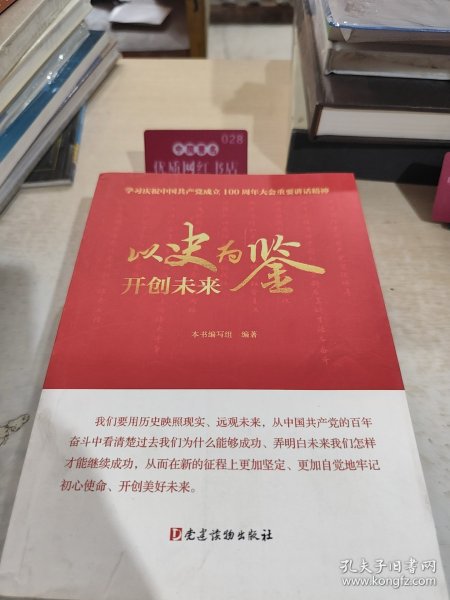 028
优质网红书店
学习庆祝中国共产党成立100周年大会重要讲话精神
以史为鉴
开创未来
本书编写组 编著
我们要用历史映照现实、远观未来，从中国共产党的百年
奋斗中看清楚过去我们为什么能够成功、弄明白未来我们怎样
才能继续成功，从而在新的征程上更加坚定、更加自觉地牢记
初心使命、开创美好未来。
党建读物出版社
孔夫子旧书网
www.kongfz.com